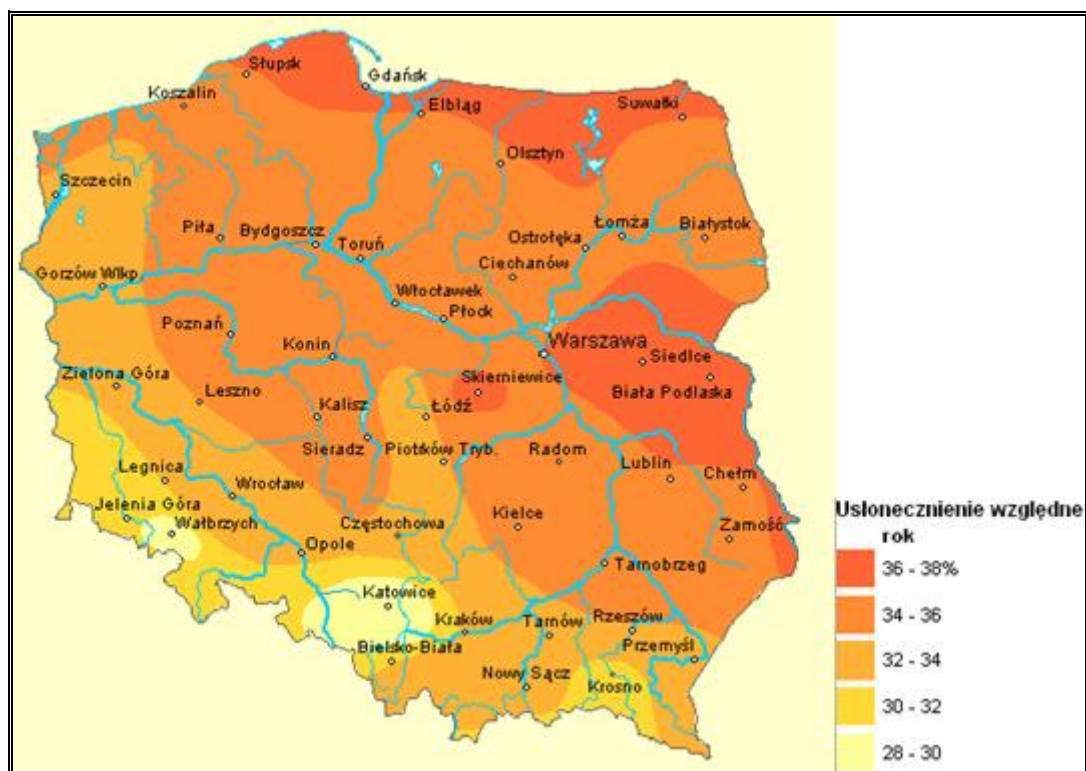 Słupsk
Gdańsk
Koszalin
Elbląg
Suwałki
Olsztyn
Szczecin
Piła
Bydgoszcz
Toruń
Łomża
Białystok
Ostrołęka
Ciechanów
Gorzów Wlkp.
Włocławek
Płock
Poznań
Konin
Warszawa
Siedlce
Zielona Góra
Leszno
Skierniewice
Biała Podlaska
Kalisz
Łódź
Sieradz
Piotrków Tryb.
Radom
Lublin
Chełm
Legnica
Wrocław
Jelenia Góra
Wałbrzych
Częstochowa
Kielce
Zamość
Opole
Tarnobrzeg
Katowice
Kraków
Tarnów
Rzeszów
Bielsko-Biała
Przemyśl
Nowy Sącz
Krosno
Usłonecznienie względne
rok
36 - 38%
34 - 36
32 - 34
30 - 32
28 - 30